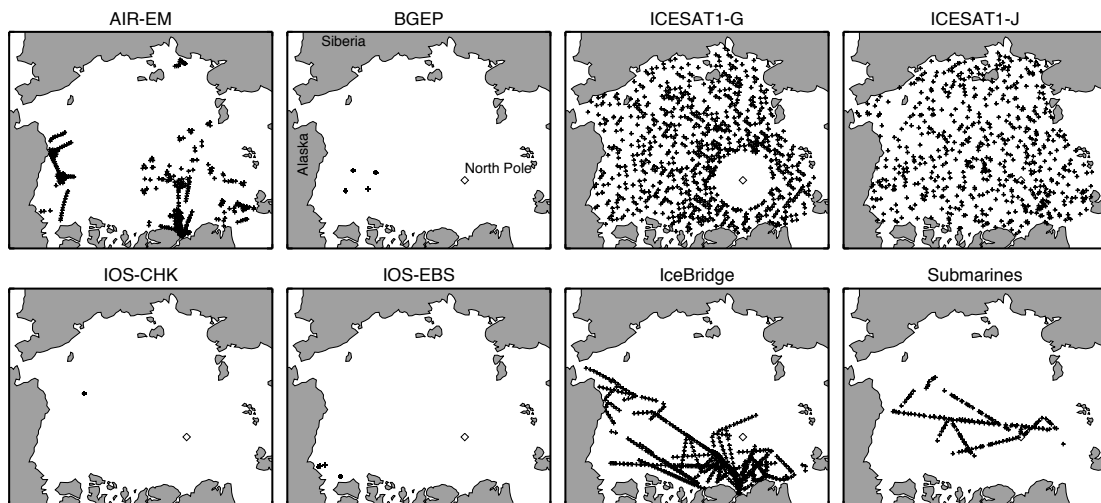 AIR-EM
BGEP
ICESAT1-G
ICESAT1-J
Siberia
Alaska
North Pole
IOS-CHK
IOS-EBS
IceBridge
Submarines